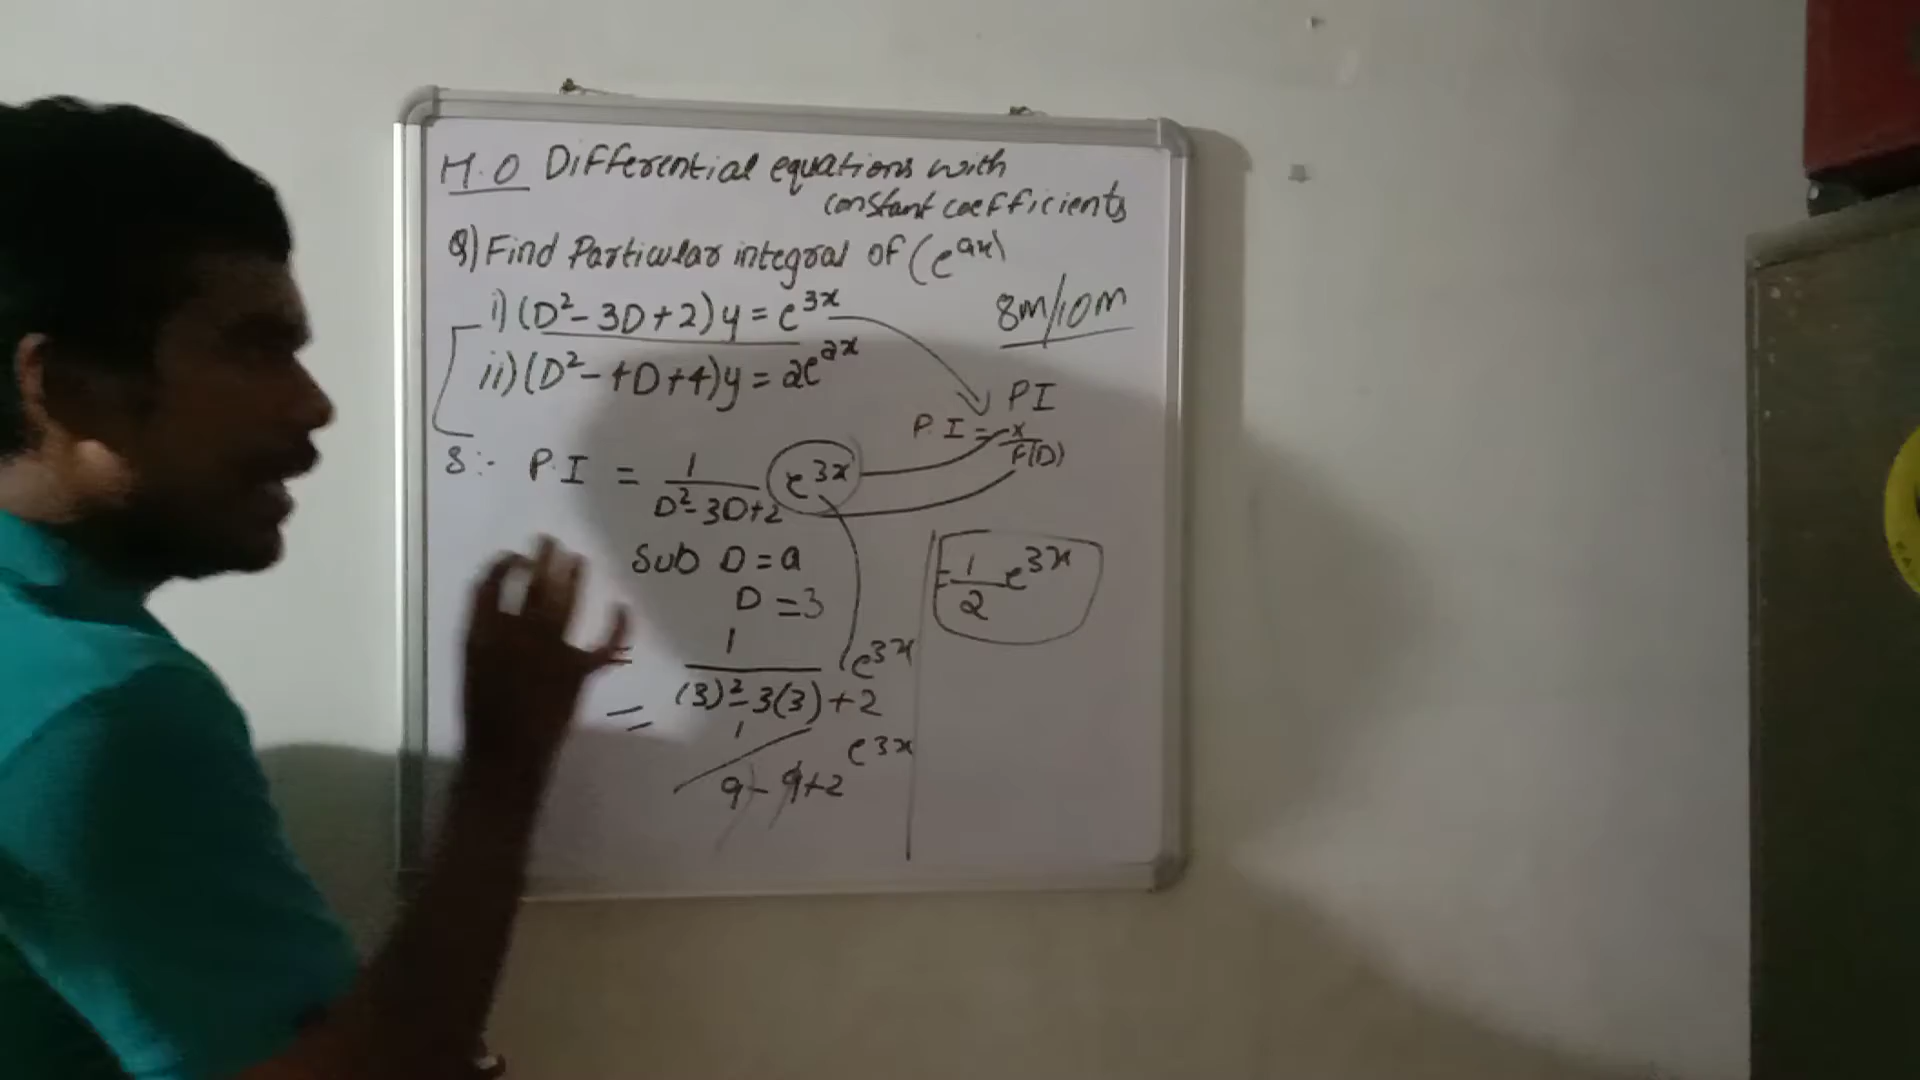 H.O Differential equations with
constant coefficients
Q) Find Particular integral of (e^ax)
i) (D²- 3D+2)y = e^3x
8m/10m
ii) (D²-4D+4)y = 2e^2x
PI
P.I = x/F(D)
S:- P.I = 1/(D²-3D+2) e^3x
Sub D = a
D = 3
= 1/((3)²-3(3)+2) e^3x
= 1/(9-9+2) e^3x
= 1/2 e^3x